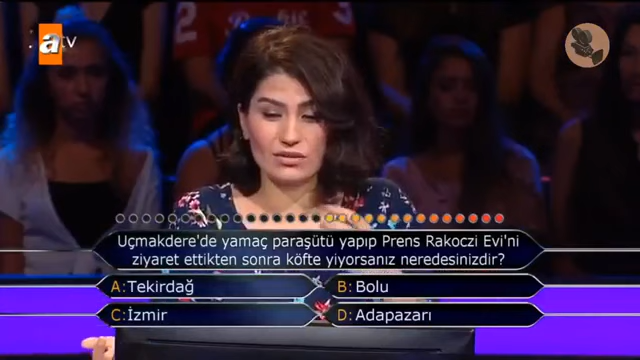 atv
Uçmakdere'de yamaç paraşütü yapıp Prens Rakoczi Evi'ni
ziyaret ettikten sonra köfte yiyorsanız neredesinizdir?
A:Tekirdağ
B:Bolu
C:İzmir
D:Adapazarı